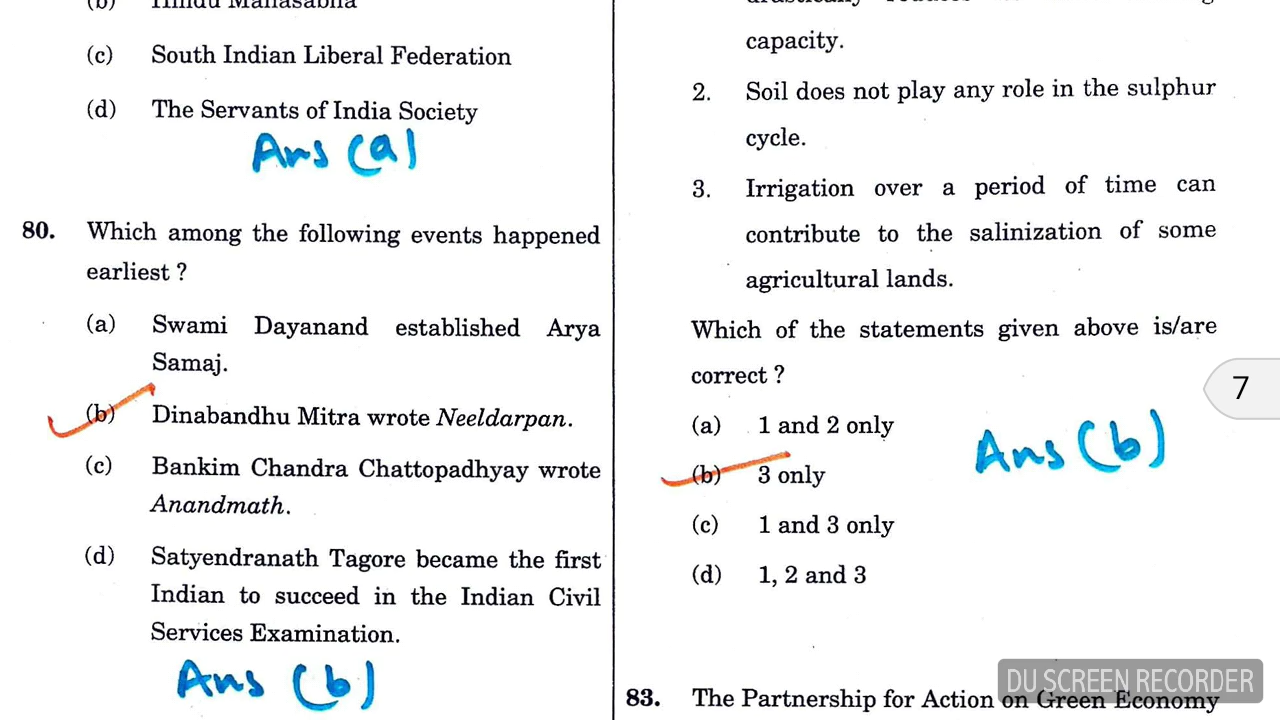 (b) Hindu Mahasabha
(c) South Indian Liberal Federation
(d) The Servants of India Society
Ans (a)
80. Which among the following events happened
earliest ?
(a) Swami Dayanand established Arya
Samaj.
(b) Dinabandhu Mitra wrote Neeldarpan.
(c) Bankim Chandra Chattopadhyay wrote
Anandmath.
(d) Satyendranath Tagore became the first
Indian to succeed in the Indian Civil
Services Examination.
Ans (b)
capacity.
2. Soil does not play any role in the sulphur
cycle.
3. Irrigation over a period of time can
contribute to the salinization of some
agricultural lands.
Which of the statements given above is/are
correct ?
(a) 1 and 2 only
(b) 3 only
(c) 1 and 3 only
(d) 1, 2 and 3
Ans (b)
83. The Partnership for Action on Green Economy
7
DU SCREEN RECORDER